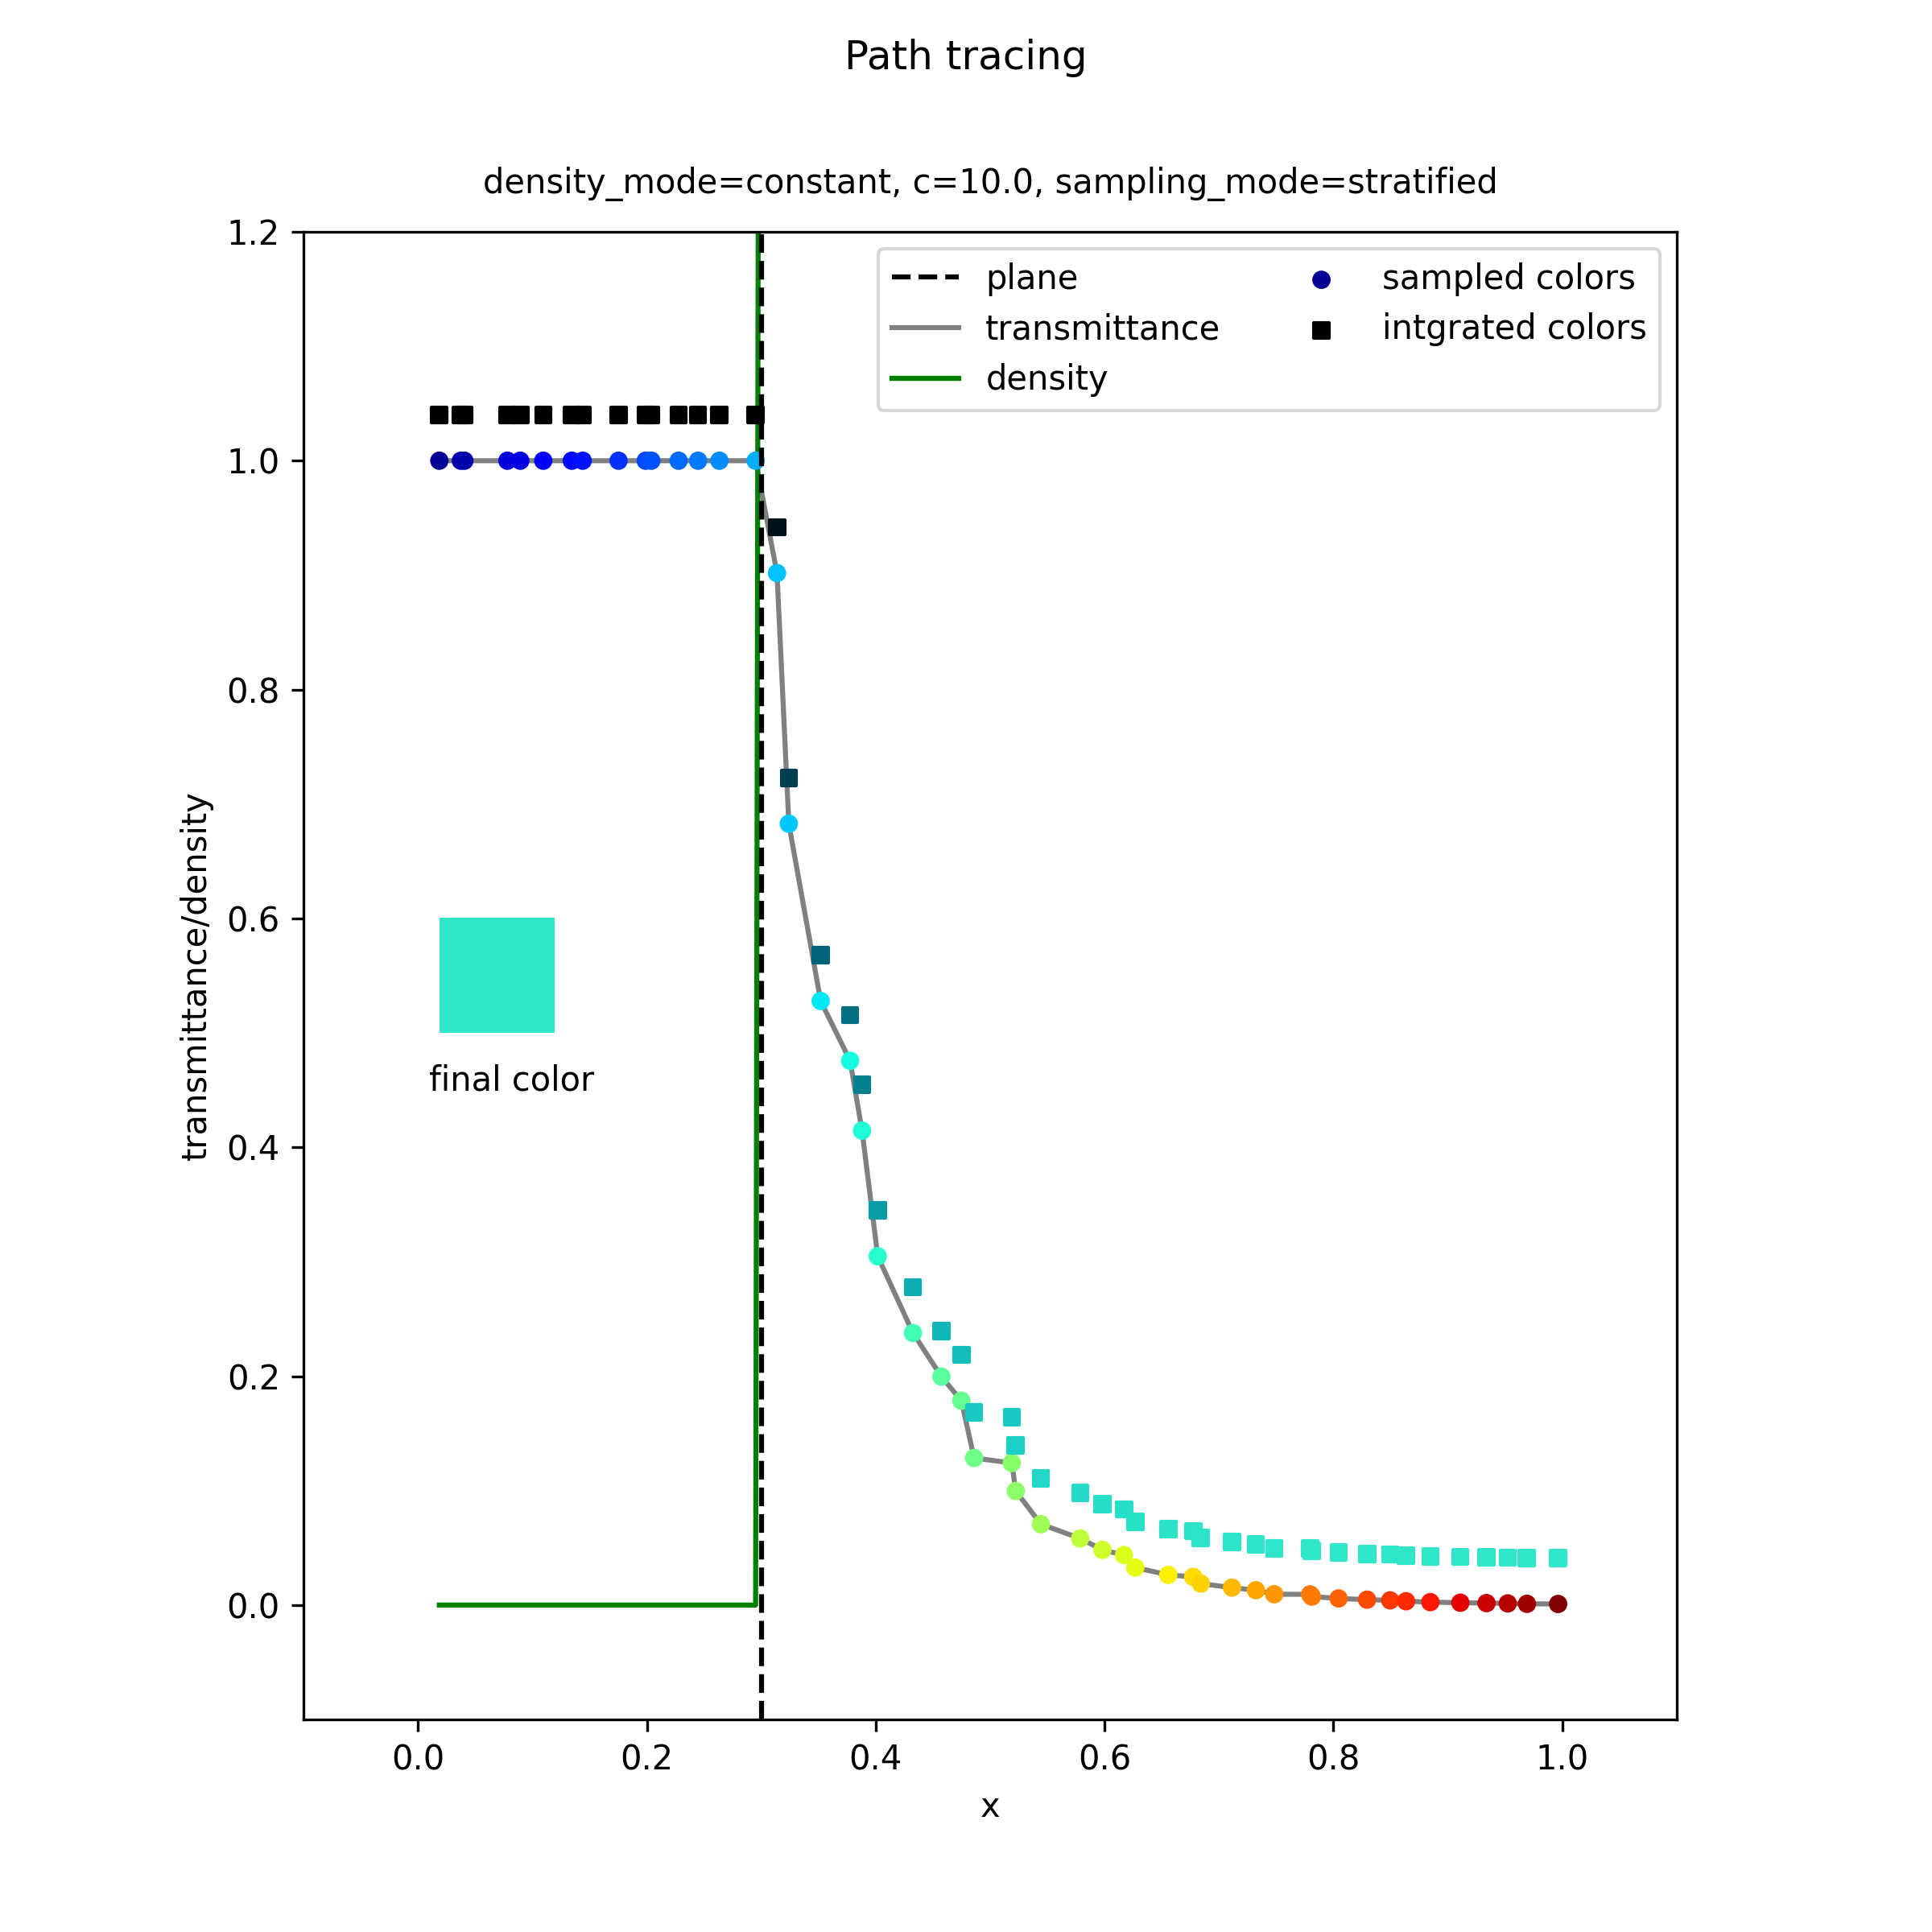 Path tracing
density_mode=constant, c=10.0, sampling_mode=stratified
plane
transmittance
density
sampled colors
intgrated colors
transmittance/density
1.2
1.0
0.8
0.6
0.4
0.2
0.0
final color
0.0 0.2 0.4 0.6 0.8 1.0
x